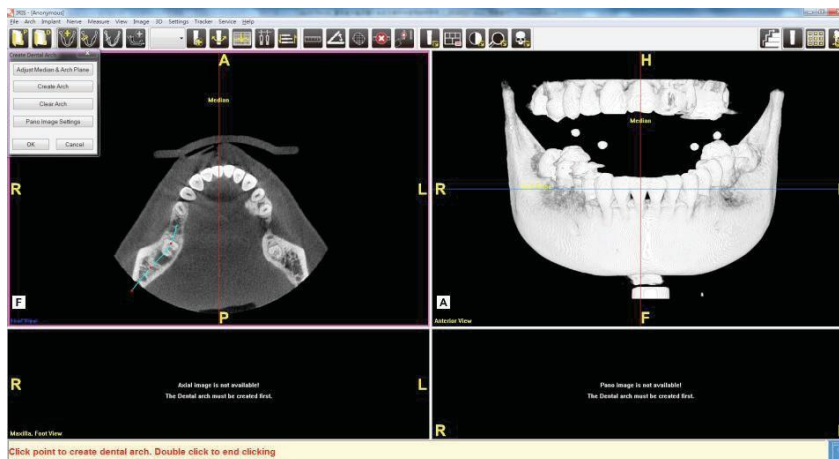 [Anonymous]
File Arch Implant Nerve Measure View Image 3D Settings Tracker Service Help
Create Dental Arch
Adjust Median & Arch Plane
Create Arch
Clear Arch
Pano Image Settings
OK Cancel
A
Median
R L
F
P
Foot View
H
Median
R
A
F
Anterior View
R L
Axial image is not available!
The Dental arch must be created first.
Maxilla, Foot View
Pano image is not available!
The Dental arch must be created first.
R
Click point to create dental arch. Double click to end clicking